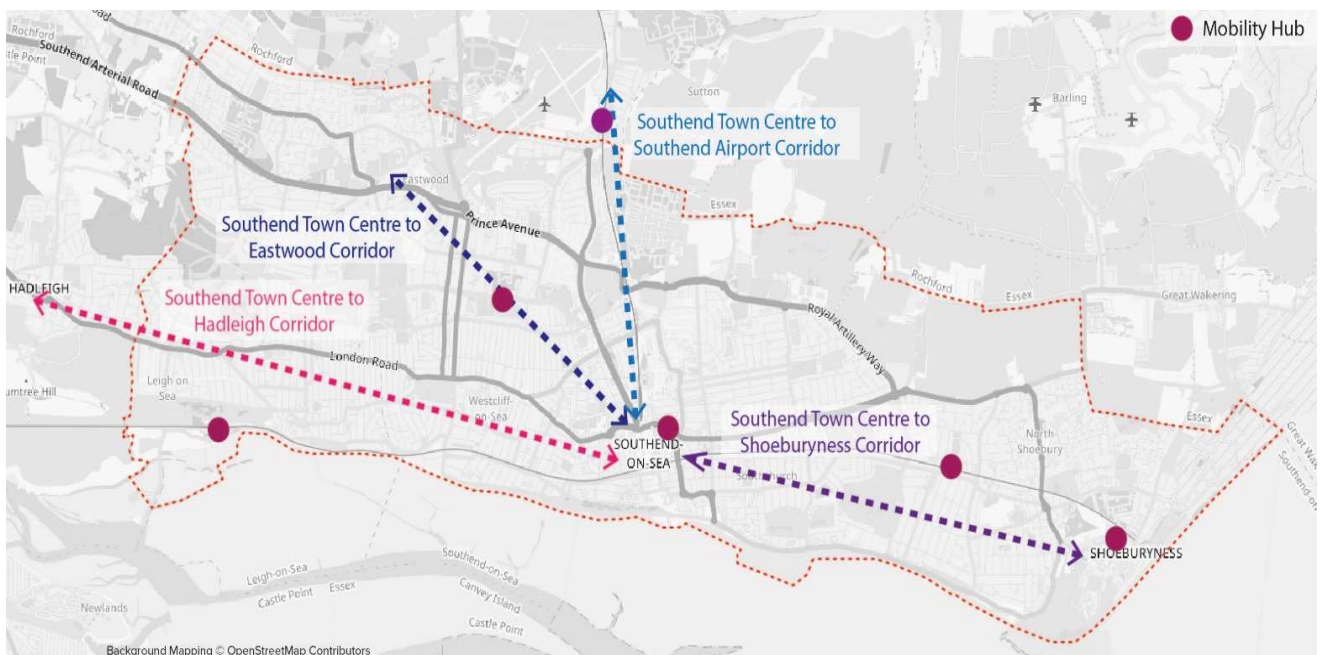 Mobility Hub
Road
Rochford
Rochford
Castle Point
Southend Arterial Road
Rochford
Sutton
Barling
Southend Town Centre to
Southend Airport Corridor
Eastwood
Essex
Southend Town Centre to
Eastwood Corridor
Prince Avenue
Rochford
Essex
Great Wakering
HADLEIGH
Southend Town Centre to
Hadleigh Corridor
Royal Artillery Way
London Road
Leigh on
Sea
Westcliff-
on-Sea
Southend Town Centre to
Shoeburyness Corridor
Essex
North
Shoebury
SOUTHEND-
ON-SEA
Southchurch
SHOEBURYNESS
Leigh-on-Sea
Castle Point
Essex
Southend-on-Sea
Canvey Island
Castle Point
Newlands
Background Mapping © OpenStreetMap Contributors